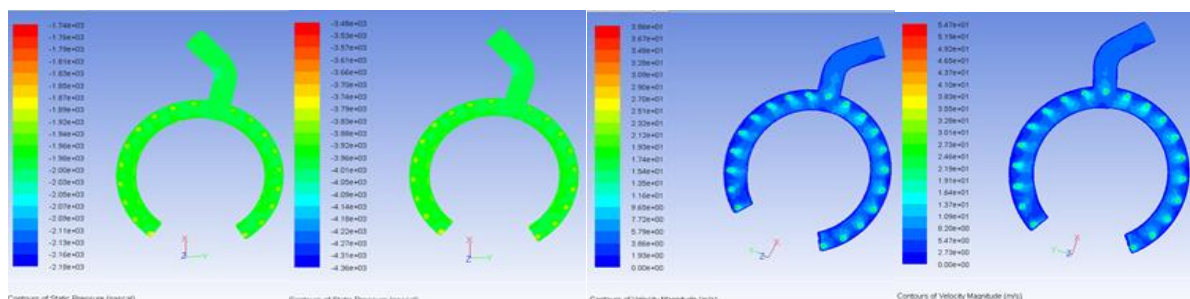 -1.74e+03
-1.76e+03
-1.79e+03
-1.81e+03
-1.83e+03
-1.85e+03
-1.87e+03
-1.89e+03
-1.92e+03
-1.94e+03
-1.96e+03
-1.98e+03
-2.00e+03
-2.03e+03
-2.05e+03
-2.07e+03
-2.09e+03
-2.11e+03
-2.13e+03
-2.16e+03
-2.18e+03
X
Y
Z
Contours of Static Pressure (pascal)
-3.48e+03
-3.53e+03
-3.57e+03
-3.61e+03
-3.66e+03
-3.70e+03
-3.74e+03
-3.79e+03
-3.83e+03
-3.88e+03
-3.92e+03
-3.96e+03
-4.01e+03
-4.05e+03
-4.09e+03
-4.14e+03
-4.18e+03
-4.22e+03
-4.27e+03
-4.31e+03
-4.36e+03
X
Y
Z
Contours of Static Pressure (pascal)
3.86e+01
3.67e+01
3.48e+01
3.28e+01
3.09e+01
2.90e+01
2.70e+01
2.51e+01
2.32e+01
2.12e+01
1.93e+01
1.74e+01
1.54e+01
1.35e+01
1.16e+01
9.65e+00
7.72e+00
5.79e+00
3.86e+00
1.93e+00
0.00e+00
X
Y
Z
Contours of Velocity Magnitude (m/s)
5.47e+01
5.19e+01
4.92e+01
4.65e+01
4.37e+01
4.10e+01
3.83e+01
3.55e+01
3.28e+01
3.01e+01
2.73e+01
2.46e+01
2.19e+01
1.91e+01
1.64e+01
1.37e+01
1.09e+01
8.20e+00
5.47e+00
2.73e+00
0.00e+00
X
Y
Z
Contours of Velocity Magnitude (m/s)